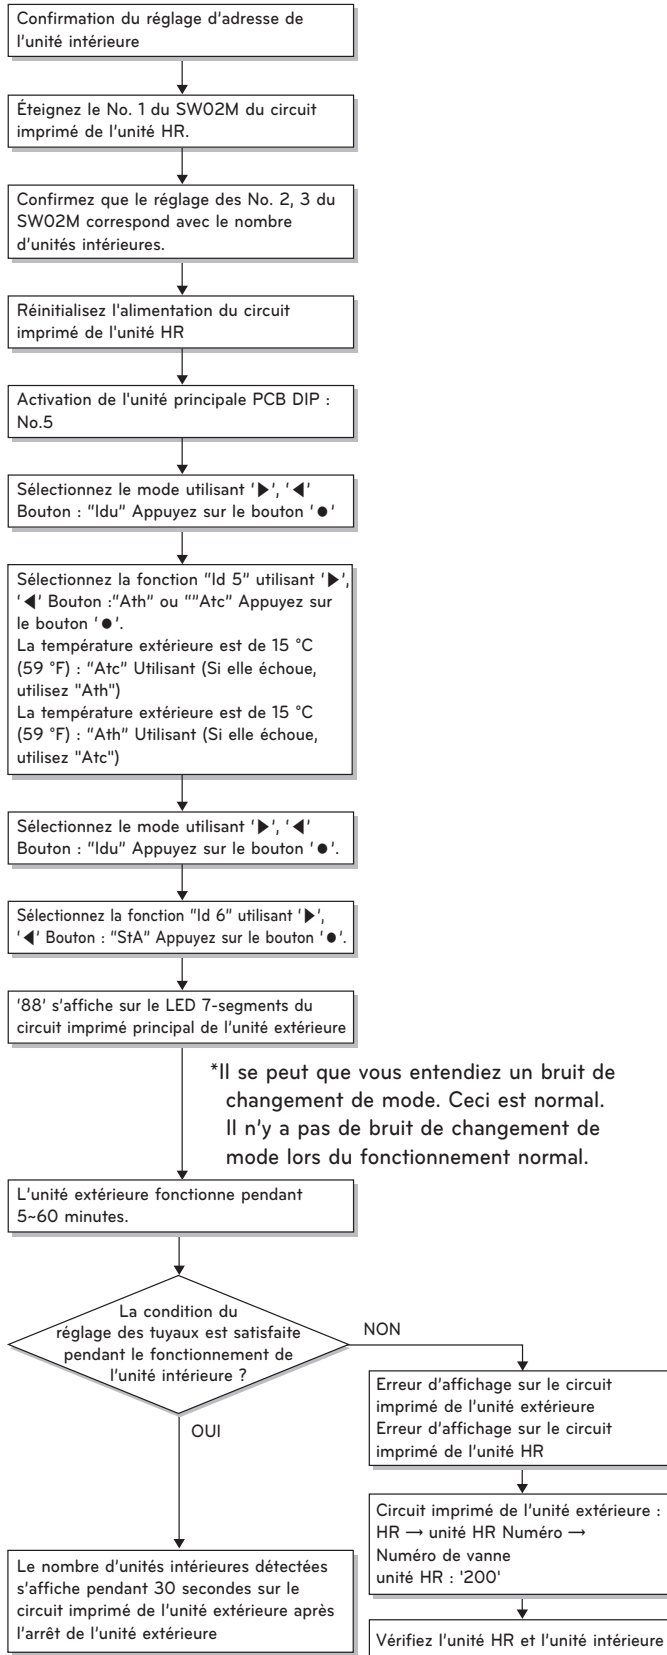 Confirmation du réglage d'adresse de
l'unité intérieure
Éteignez le No. 1 du SW02M du circuit
imprimé de l'unité HR.
Confirmez que le réglage des No. 2, 3 du
SW02M correspond avec le nombre
d'unités intérieures.
Réinitialisez l'alimentation du circuit
imprimé de l'unité HR
Activation de l'unité principale PCB DIP :
No.5
Sélectionnez le mode utilisant '▶', '◀'
Bouton : "Idu" Appuyez sur le bouton '●'
Sélectionnez la fonction "Id 5" utilisant '▶',
'◀' Bouton :"Ath" ou ""Atc" Appuyez sur
le bouton '●'.
La température extérieure est de 15 °C
(59 °F) : "Atc" Utilisant (Si elle échoue,
utilisez "Ath")
La température extérieure est de 15 °C
(59 °F) : "Ath" Utilisant (Si elle échoue,
utilisez "Atc")
Sélectionnez le mode utilisant '▶', '◀'
Bouton : "Idu" Appuyez sur le bouton '●'.
Sélectionnez la fonction "Id 6" utilisant '▶',
'◀' Bouton : "StA" Appuyez sur le bouton '●'.
'88' s'affiche sur le LED 7-segments du
circuit imprimé principal de l'unité extérieure
*Il se peut que vous entendiez un bruit de
changement de mode. Ceci est normal.
Il n'y a pas de bruit de changement de
mode lors du fonctionnement normal.
L'unité extérieure fonctionne pendant
5~60 minutes.
La condition du
réglage des tuyaux est satisfaite
pendant le fonctionnement de
l'unité intérieure ?
NON
OUI
Erreur d'affichage sur le circuit
imprimé de l'unité extérieure
Erreur d'affichage sur le circuit
imprimé de l'unité HR
Circuit imprimé de l'unité extérieure :
HR → unité HR Numéro →
Numéro de vanne
unité HR : '200'
Vérifiez l'unité HR et l'unité intérieure
Le nombre d'unités intérieures détectées
s'affiche pendant 30 secondes sur le
circuit imprimé de l'unité extérieure après
l'arrêt de l'unité extérieure